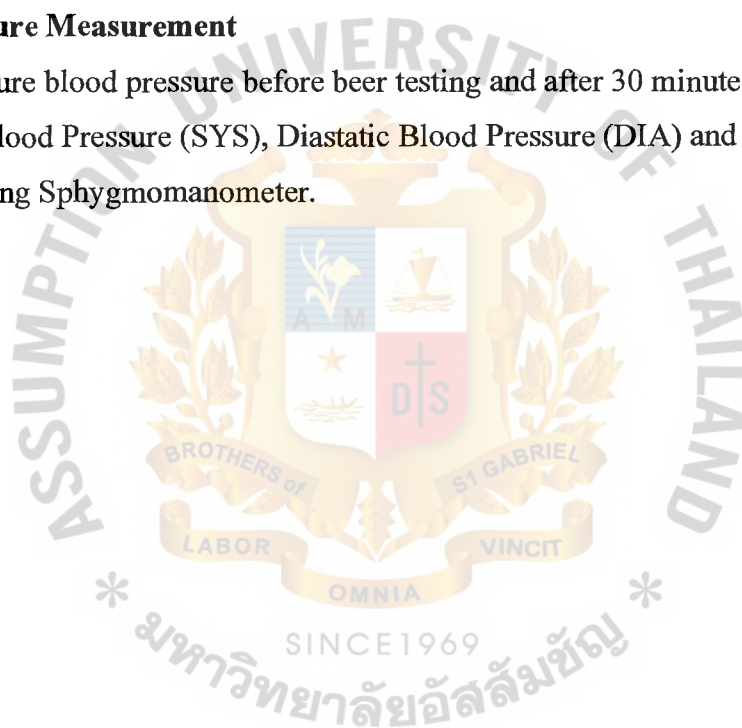 ure Measurement
ure blood pressure before beer testing and after 30 minute
lood Pressure (SYS), Diastatic Blood Pressure (DIA) and
ng Sphygmomanometer.
ASSUMPTION UNIVERSITY OF THAILAND
A M
D S
BROTHERS of ST GABRIEL
LABOR OMNIA VINCIT
SINCE 1969
* มหาวิทยาลัยอัสสัมชัญ *